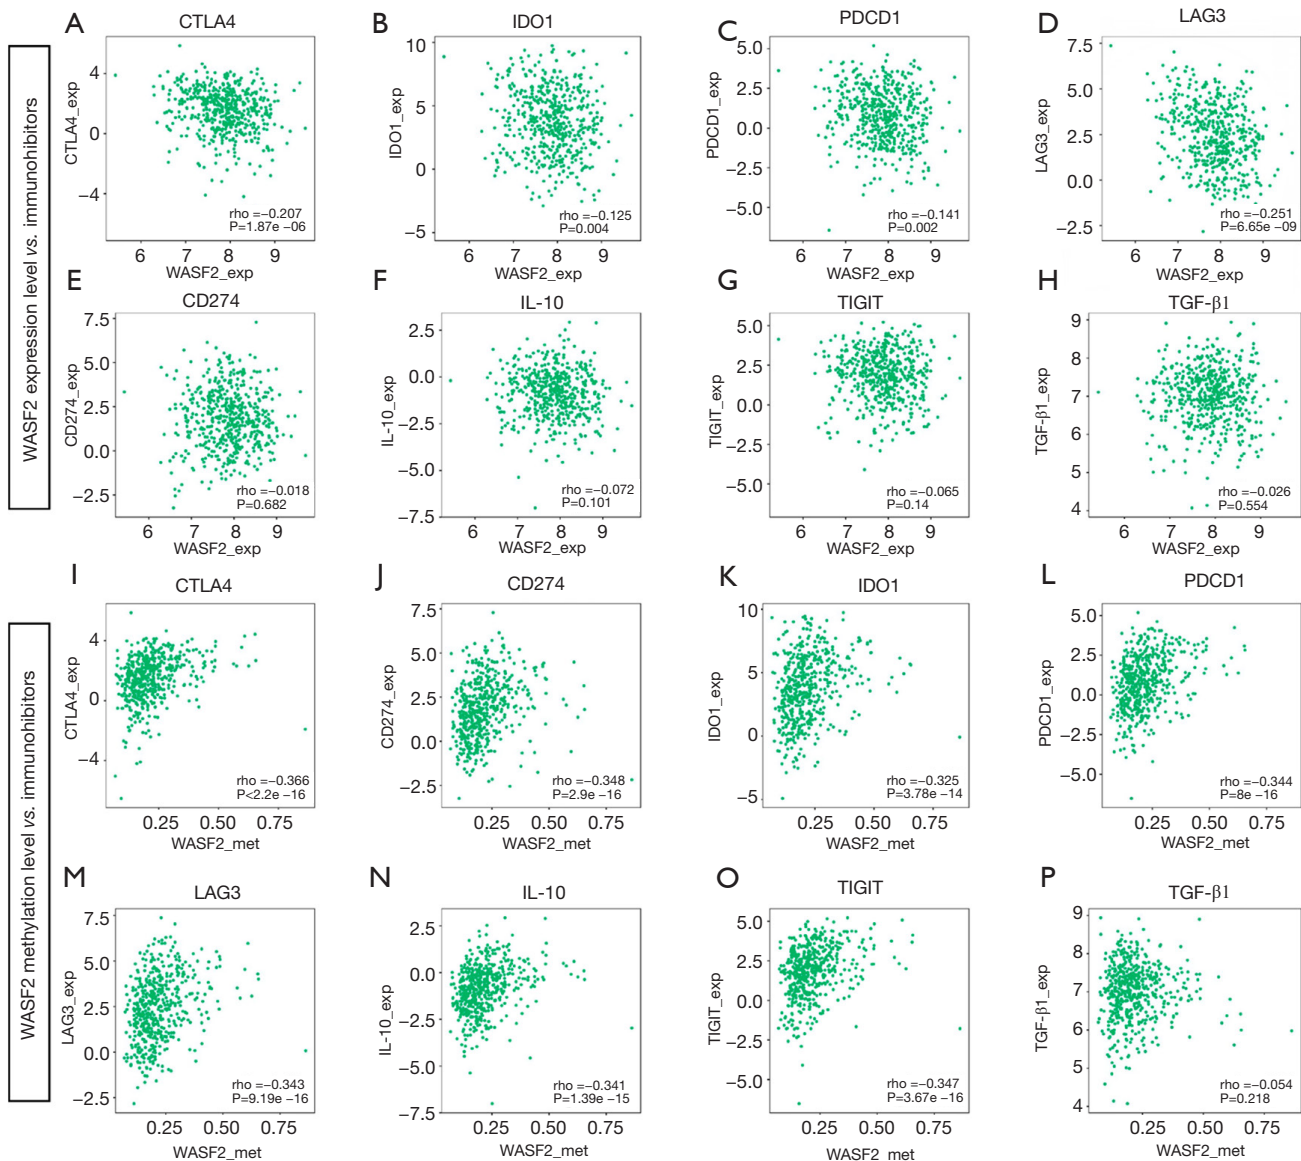 WASF2 expression level vs. immunohibitors
A
CTLA4
CTLA4_exp
4
0
−4
rho =−0.207
P=1.87e −06
6 7 8 9
WASF2_exp
B
IDO1
IDO1_exp
10
5
0
−5
rho =−0.125
P=0.004
6 7 8 9
WASF2_exp
C
PDCD1
PDCD1_exp
5.0
2.5
0.0
−2.5
−5.0
rho =−0.141
P=0.002
6 7 8 9
WASF2_exp
D
LAG3
LAG3_exp
7.5
5.0
2.5
0.0
−2.5
rho =−0.251
P=6.65e −09
6 7 8 9
WASF2_exp
E
CD274
CD274_exp
7.5
5.0
2.5
0.0
−2.5
rho =−0.018
P=0.682
6 7 8 9
WASF2_exp
F
IL-10
IL-10_exp
2.5
0.0
−2.5
−5.0
−7.5
rho =−0.072
P=0.101
6 7 8 9
WASF2_exp
G
TIGIT
TIGIT_exp
5.0
2.5
0.0
−2.5
−5.0
rho =−0.065
P=0.14
6 7 8 9
WASF2_exp
H
TGF-β1
TGF-β1_exp
9
8
7
6
5
4
rho =−0.026
P=0.554
6 7 8 9
WASF2_exp
WASF2 methylation level vs. immunohibitors
I
CTLA4
CTLA4_exp
4
0
−4
rho =−0.366
P<2.2e −16
0.25 0.50 0.75
WASF2_met
J
CD274
CD274_exp
7.5
5.0
2.5
0.0
−2.5
rho =−0.348
P=2.9e −16
0.25 0.50 0.75
WASF2_met
K
IDO1
IDO1_exp
10
5
0
−5
rho =−0.325
P=3.78e −14
0.25 0.50 0.75
WASF2_met
L
PDCD1
PDCD1_exp
5.0
2.5
0.0
−2.5
−5.0
rho =−0.344
P=8e −16
0.25 0.50 0.75
WASF2_met
M
LAG3
LAG3_exp
7.5
5.0
2.5
0.0
−2.5
rho =−0.343
P=9.19e −16
0.25 0.50 0.75
WASF2_met
N
IL-10
IL-10_exp
2.5
0.0
−2.5
−5.0
−7.5
rho =−0.341
P=1.39e −15
0.25 0.50 0.75
WASF2_met
O
TIGIT
TIGIT_exp
5.0
2.5
0.0
−2.5
−5.0
rho =−0.347
P=3.67e −16
0.25 0.50 0.75
WASF2_met
P
TGF-β1
TGF-β1_exp
9
8
7
6
5
4
rho =−0.054
P=0.218
0.25 0.50 0.75
WASF2_met